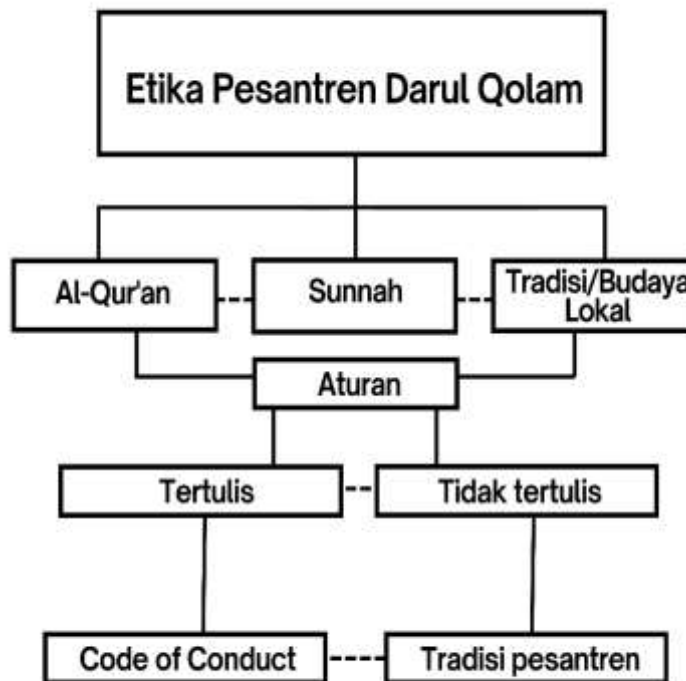 Etika Pesantren Darul Qolam
Al-Qur'an
Sunnah
Tradisi/Budaya
Lokal
Aturan
Tertulis
Tidak tertulis
Code of Conduct
Tradisi pesantren